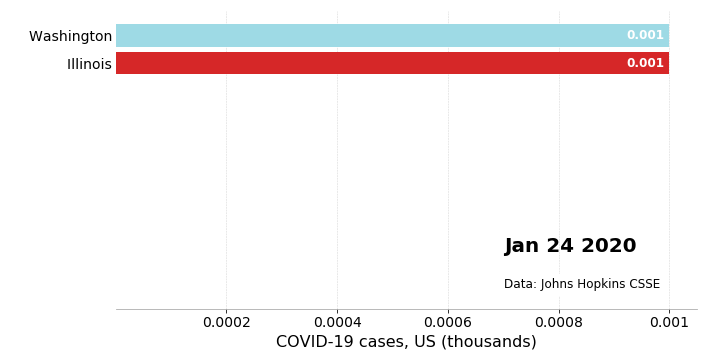 Washington 0.001
Illinois 0.001
Jan 24 2020
Data: Johns Hopkins CSSE
0.0002 0.0004 0.0006 0.0008 0.001
COVID-19 cases, US (thousands)